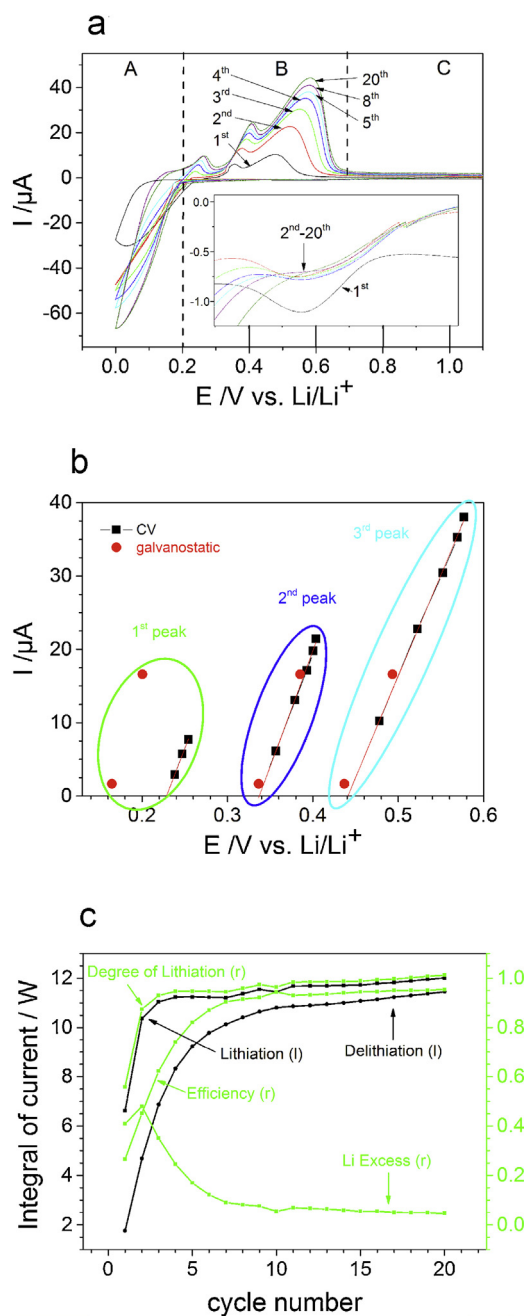 a
A B C
4th
3rd
2nd
1st
20th
8th
5th
I /μA
40
20
0
-20
-40
-60
0.0
-0.5
-1.0
2nd-20th
1st
0.0 0.2 0.4 0.6 0.8 1.0
E /V vs. Li/Li+
b
I /μA
40
30
20
10
0
CV
galvanostatic
1st peak
2nd peak
3rd peak
0.2 0.3 0.4 0.5 0.6
E /V vs. Li/Li+
c
Integral of current / W
12
10
8
6
4
2
Degree of Lithiation (r)
Lithiation (l)
Delithiation (l)
Efficiency (r)
Li Excess (r)
1.0
0.8
0.6
0.4
0.2
0.0
0 5 10 15 20
cycle number